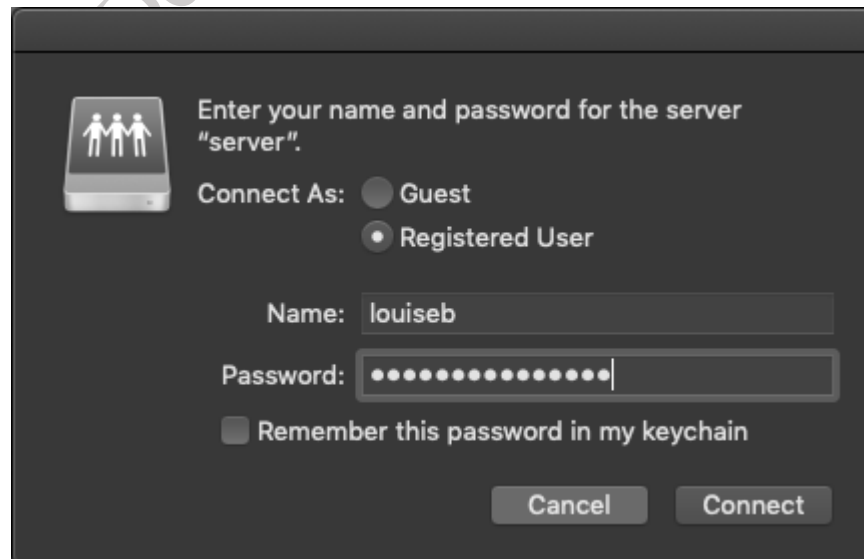 Enter your name and password for the server
“server”.
Connect As: Guest
Registered User
Name: louiseb
Password: •••••••••••••••
Remember this password in my keychain
Cancel Connect